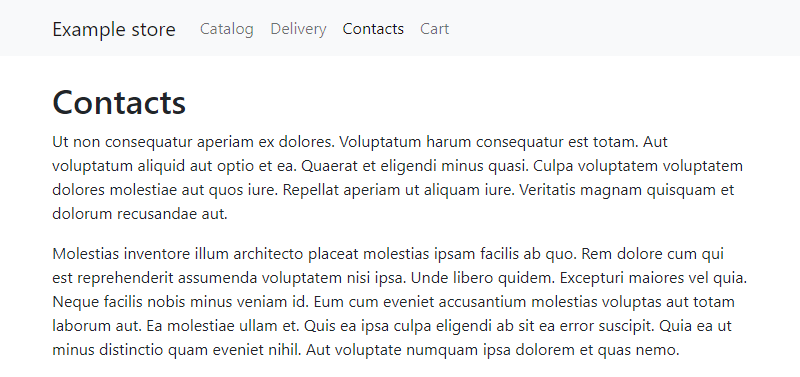 Example store Catalog Delivery Contacts Cart
Contacts
Ut non consequatur aperiam ex dolores. Voluptatum harum consequatur est totam. Aut
voluptatum aliquid aut optio et ea. Quaerat et eligendi minus quasi. Culpa voluptatem voluptatem
dolores molestiae aut quos iure. Repellat aperiam ut aliquam iure. Veritatis magnam quisquam et
dolorum recusandae aut.
Molestias inventore illum architecto placeat molestias ipsam facilis ab quo. Rem dolore cum qui
est reprehenderit assumenda voluptatem nisi ipsa. Unde libero quidem. Excepturi maiores vel quia.
Neque facilis nobis minus veniam id. Eum cum eveniet accusantium molestias voluptas aut totam
laborum aut. Ea molestiae ullam et. Quis ea ipsa culpa eligendi ab sit ea error suscipit. Quia ea ut
minus distinctio quam eveniet nihil. Aut voluptate numquam ipsa dolorem et quas nemo.